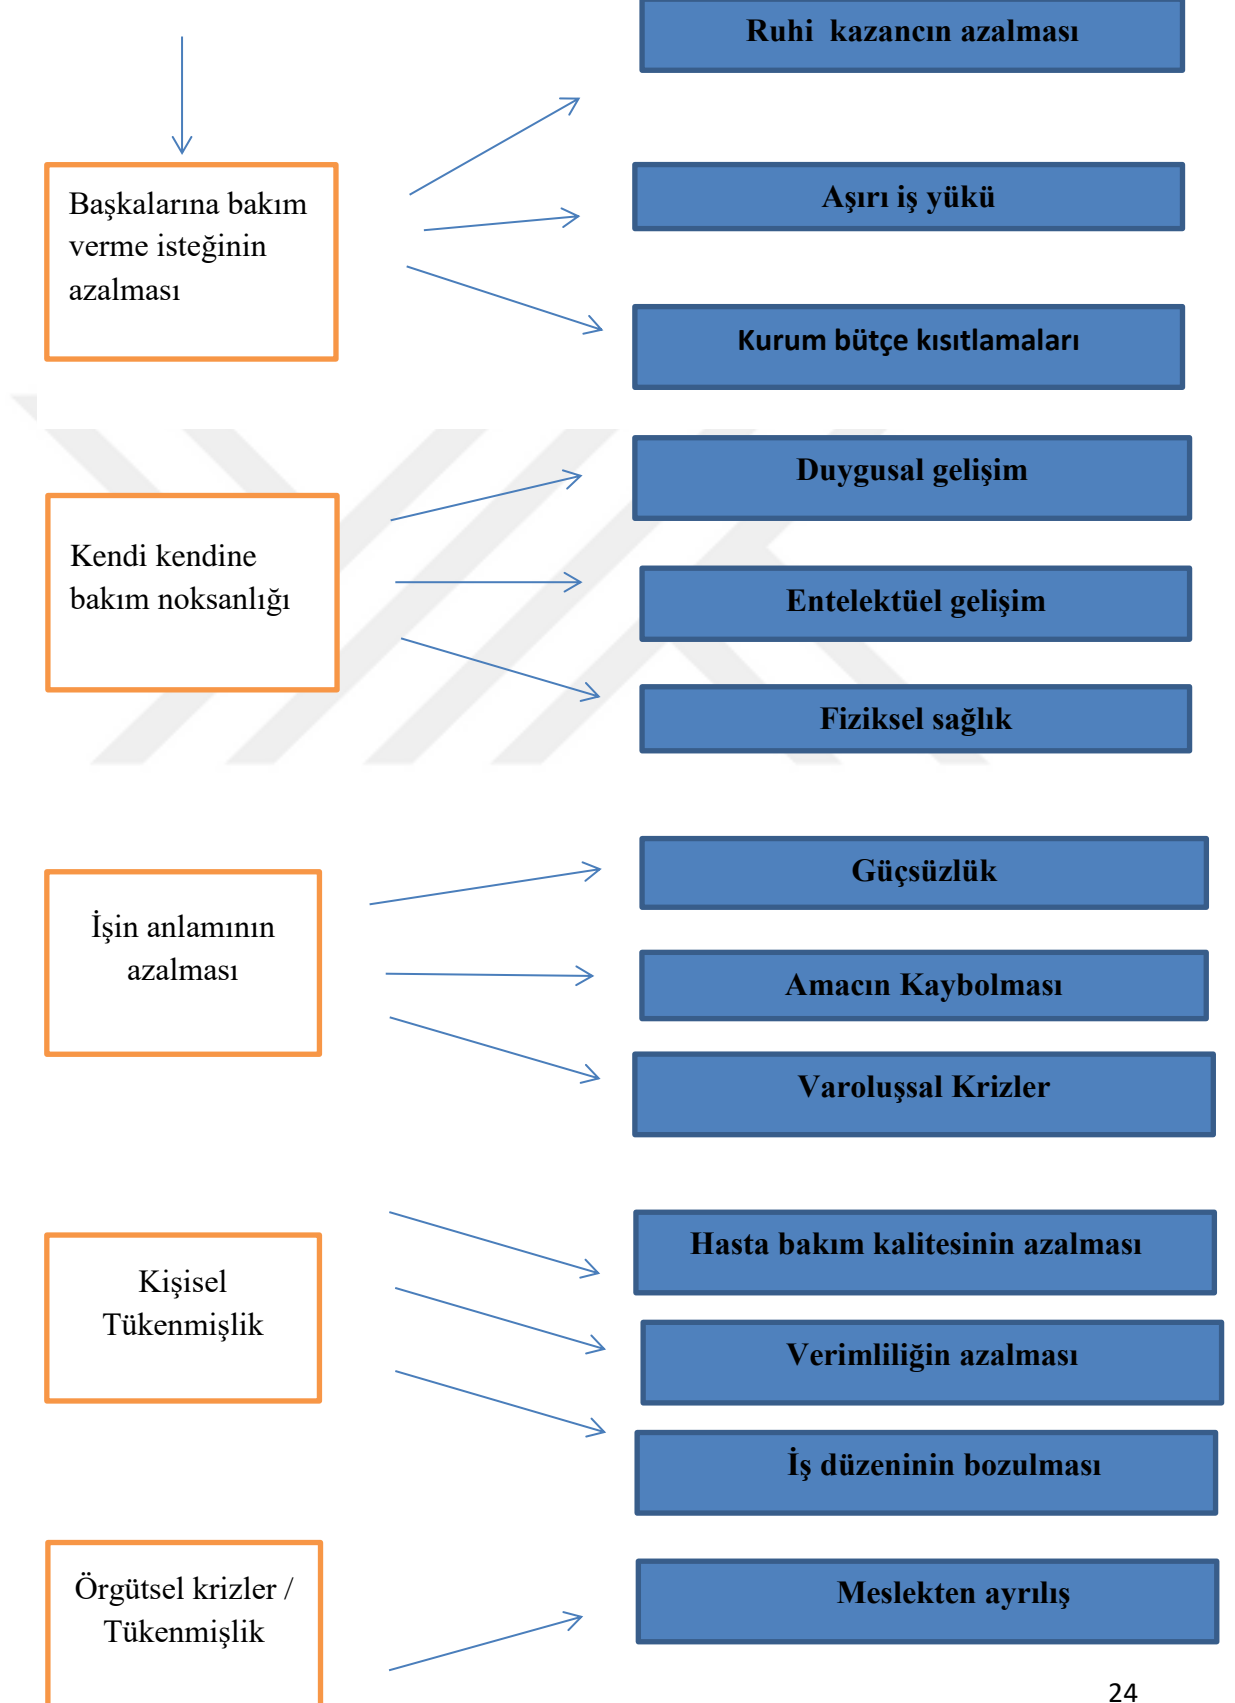 Ruhi  kazancın azalması
Başkalarına bakım
verme isteğinin
azalması
Aşırı iş yükü
Kurum bütçe kısıtlamaları
Kendi kendine
bakım noksanlığı
Duygusal gelişim
Entelektüel gelişim
Fiziksel sağlık
İşin anlamının
azalması
Güçsüzlük
Amacın Kaybolması
Varoluşsal Krizler
Kişisel
Tükenmişlik
Hasta bakım kalitesinin azalması
Verimliliğin azalması
İş düzeninin bozulması
Örgütsel krizler /
Tükenmişlik
Meslekten ayrılış
24